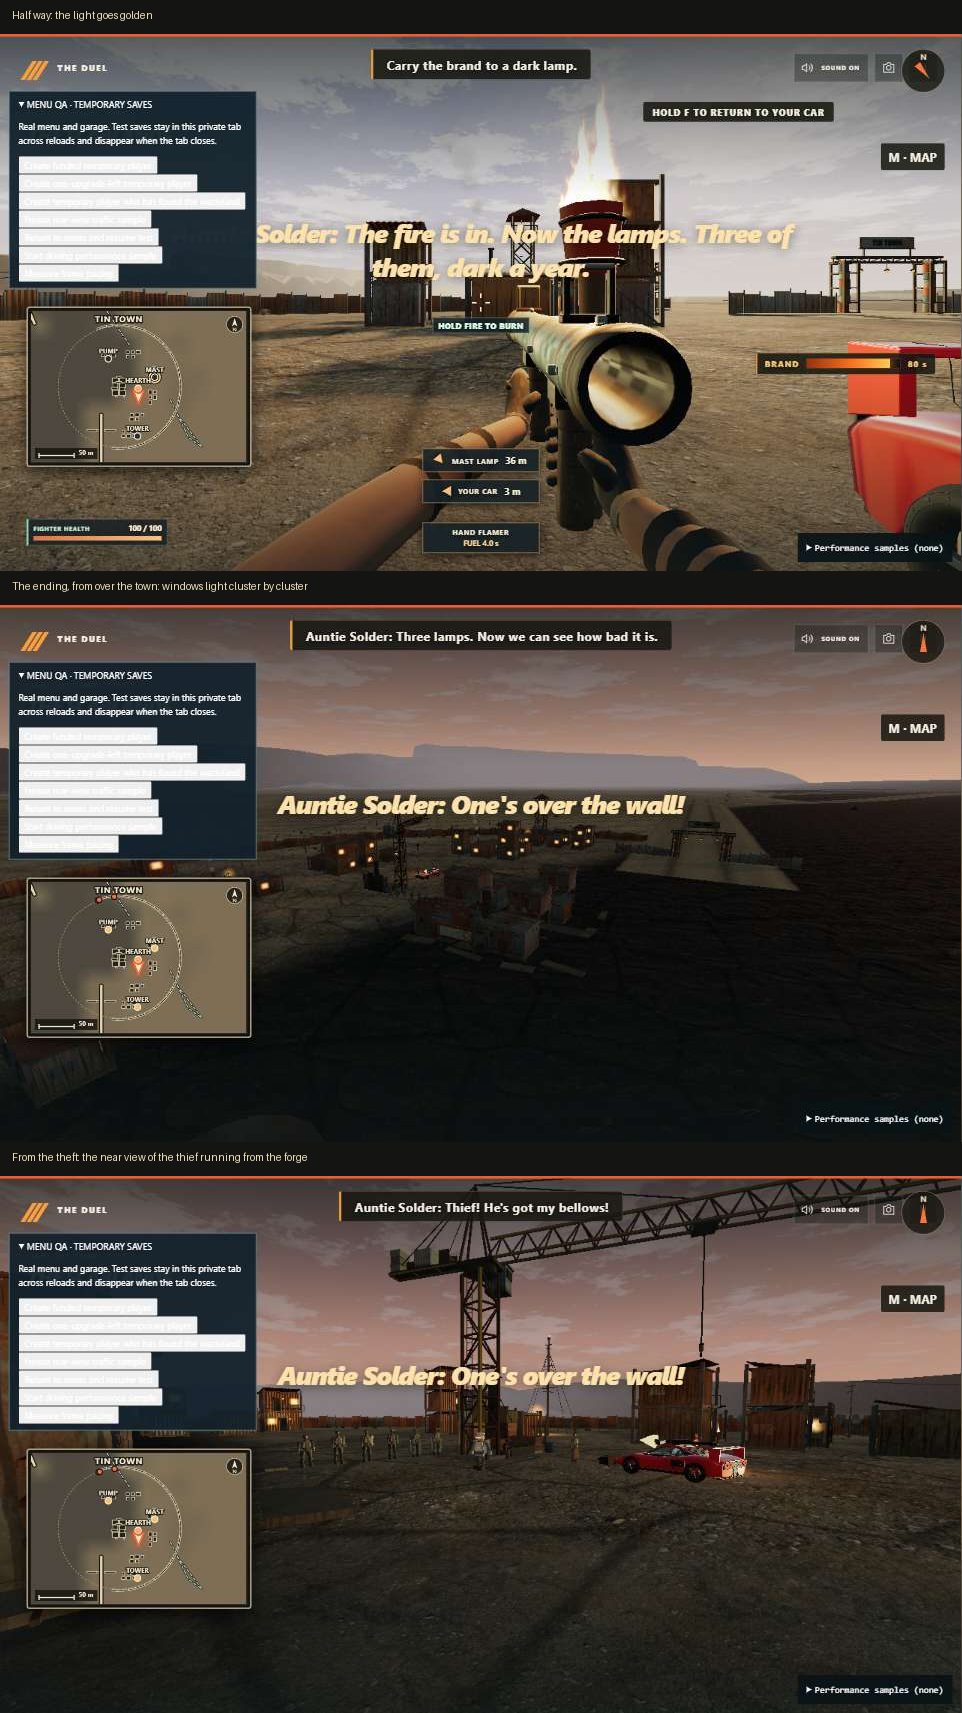 Half way: the light goes golden
THE DUEL
Carry the brand to a dark lamp.
SOUND ON
N
HOLD F TO RETURN TO YOUR CAR
M · MAP
▼ MENU QA · TEMPORARY SAVES
Real menu and garage. Test saves stay in this private tab
across reloads and disappear when the tab closes.
Solder: The fire is in. Now the lamps. Three of
them, dark a year.
TIN TOWN
HOLD FIRE TO BURN
BRAND 80 s
TIN TOWN
PUMP
MAST
HEARTH
TOWER
50 m
MAST LAMP 36 m
YOUR CAR 3 m
HAND FLAMER
FUEL 4.0 s
FIGHTER HEALTH 100 / 100
Performance samples (none)
The ending, from over the town: windows light cluster by cluster
THE DUEL
Auntie Solder: Three lamps. Now we can see how bad it is.
SOUND ON
N
M · MAP
▼ MENU QA · TEMPORARY SAVES
Real menu and garage. Test saves stay in this private tab
across reloads and disappear when the tab closes.
Auntie Solder: One's over the wall!
TIN TOWN
PUMP
MAST
HEARTH
TOWER
50 m
Performance samples (none)
From the theft: the near view of the thief running from the forge
THE DUEL
Auntie Solder: Thief! He's got my bellows!
SOUND ON
N
M · MAP
▼ MENU QA · TEMPORARY SAVES
Real menu and garage. Test saves stay in this private tab
across reloads and disappear when the tab closes.
Auntie Solder: One's over the wall!
TIN TOWN
PUMP
MAST
HEARTH
TOWER
50 m
Performance samples (none)